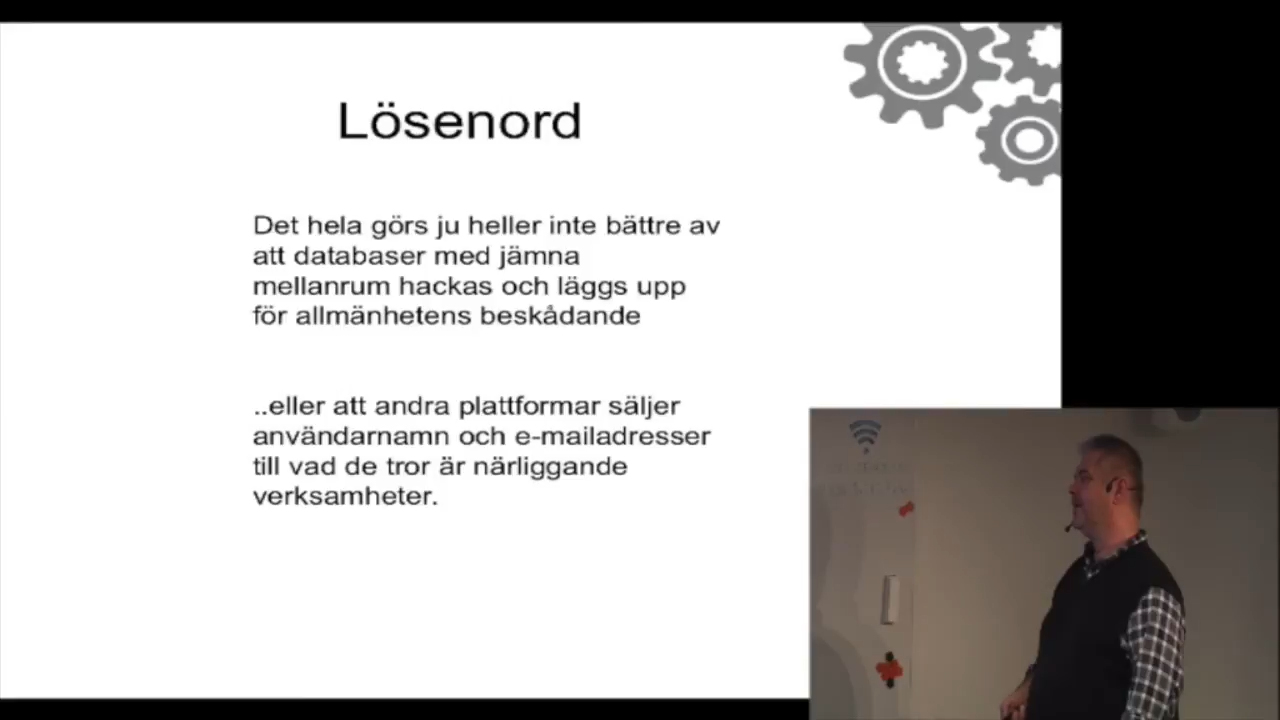 Lösenord
Det hela görs ju heller inte bättre av
att databaser med jämna
mellanrum hackas och läggs upp
för allmänhetens beskådande
..eller att andra plattformar säljer
användarnamn och e-mailadresser
till vad de tror är närliggande
verksamheter.